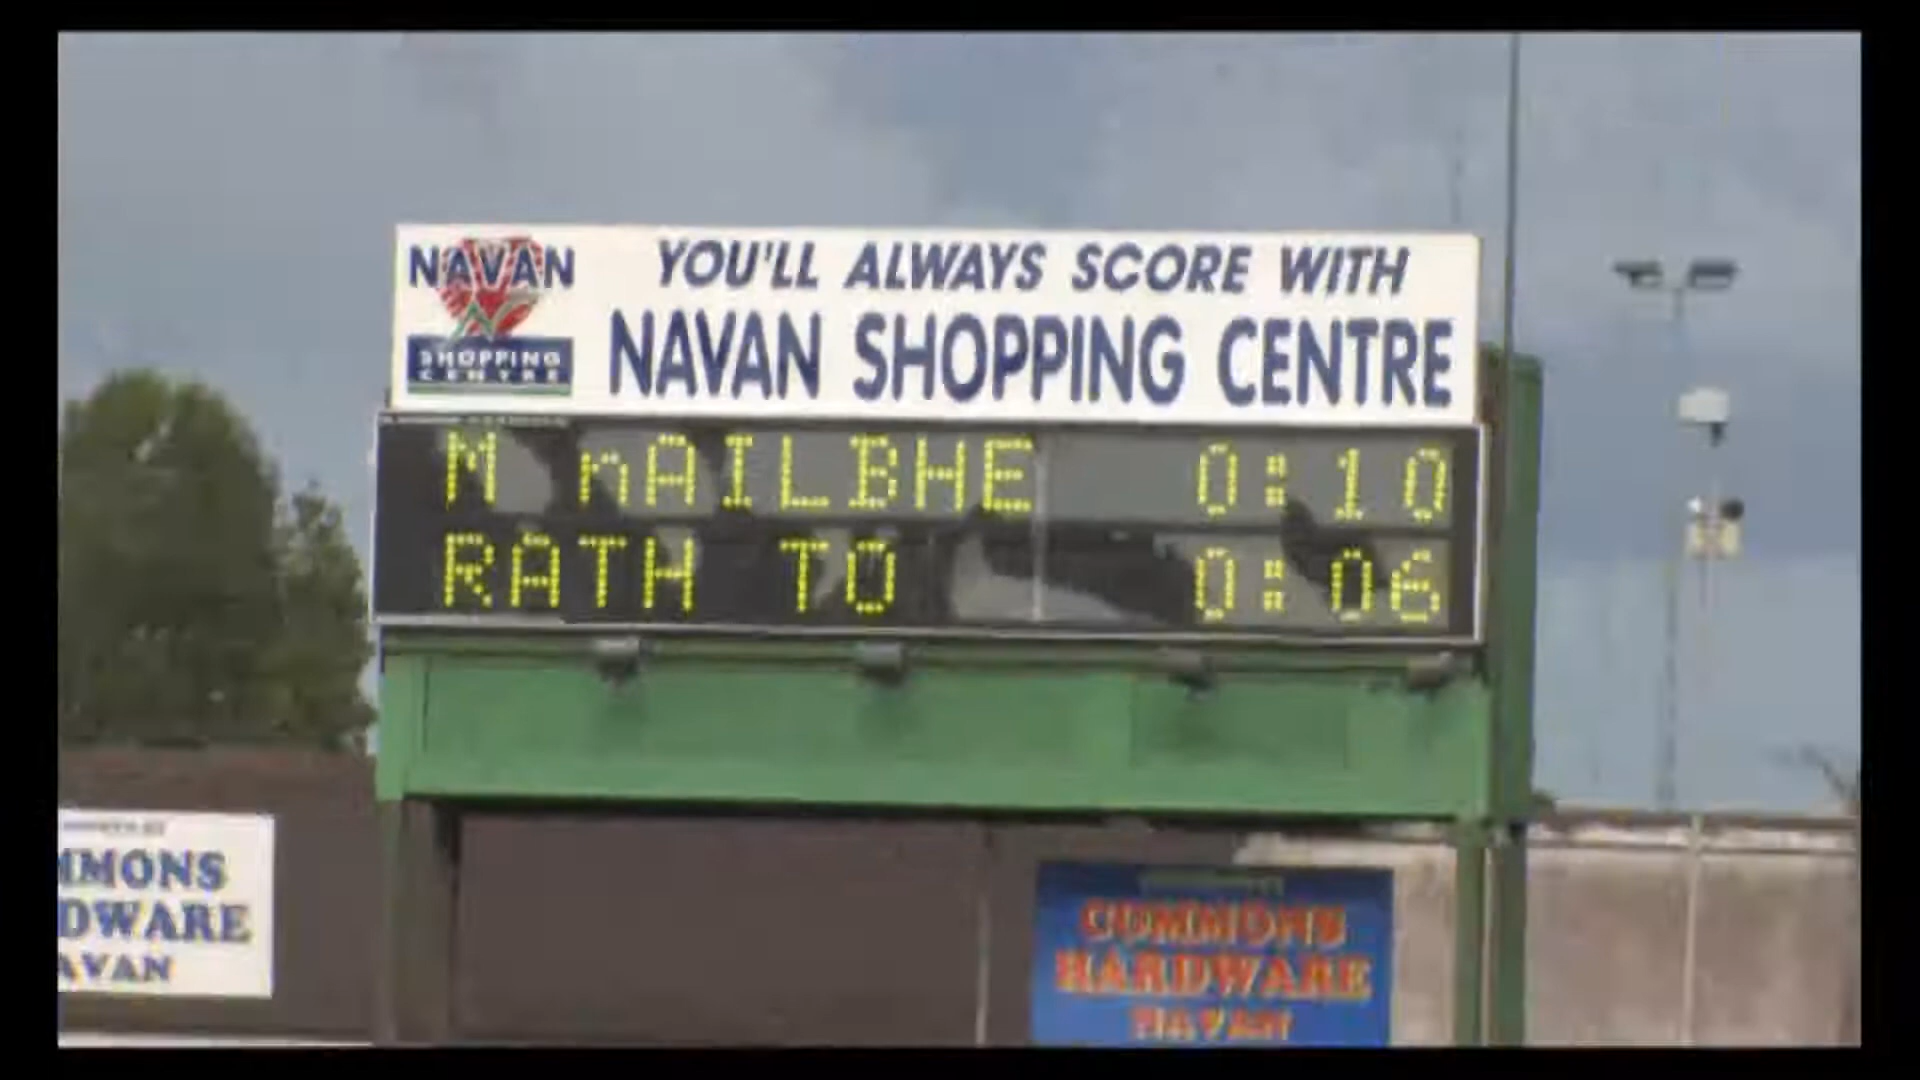 NAVAN
SHOPPING
CENTRE
YOU'LL ALWAYS SCORE WITH
NAVAN SHOPPING CENTRE
M nAILBHE 0:10
RATH TO 0:06
MMONS
DWARE
AVAN
COMMONS
HARDWARE
NAVAN